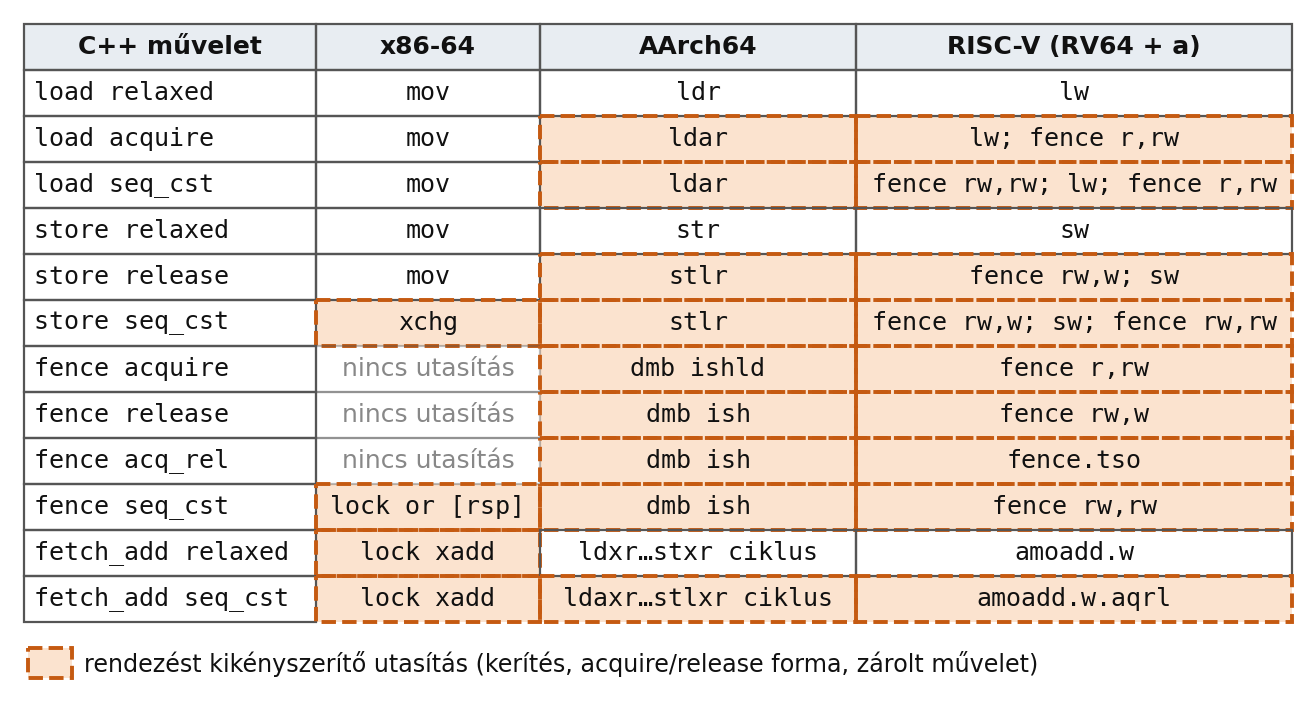 C++ művelet x86-64 AArch64 RISC-V (RV64 + a)
load relaxed mov ldr lw
load acquire mov ldar lw; fence r,rw
load seq_cst mov ldar fence rw,rw; lw; fence r,rw
store relaxed mov str sw
store release mov stlr fence rw,w; sw
store seq_cst xchg stlr fence rw,w; sw; fence rw,rw
fence acquire nincs utasítás dmb ishld fence r,rw
fence release nincs utasítás dmb ish fence rw,w
fence acq_rel nincs utasítás dmb ish fence.tso
fence seq_cst lock or [rsp] dmb ish fence rw,rw
fetch_add relaxed lock xadd ldxr…stxr ciklus amoadd.w
fetch_add seq_cst lock xadd ldaxr…stlxr ciklus amoadd.w.aqrl
rendezést kikényszerítő utasítás (kerítés, acquire/release forma, zárolt művelet)